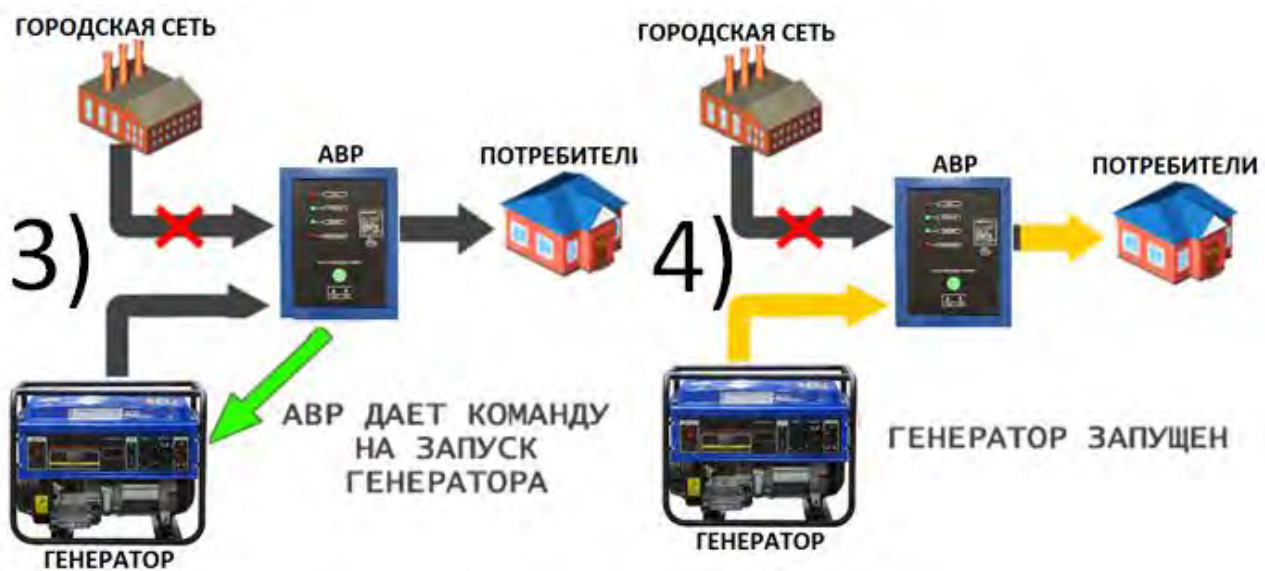 ГОРОДСКАЯ СЕТЬ
АВР
ПОТРЕБИТЕЛИ
3)
АВР ДАЕТ КОМАНДУ
НА ЗАПУСК
ГЕНЕРАТОРА
ГЕНЕРАТОР
ГОРОДСКАЯ СЕТЬ
АВР
ПОТРЕБИТЕЛИ
4)
ГЕНЕРАТОР ЗАПУЩЕН
ГЕНЕРАТОР